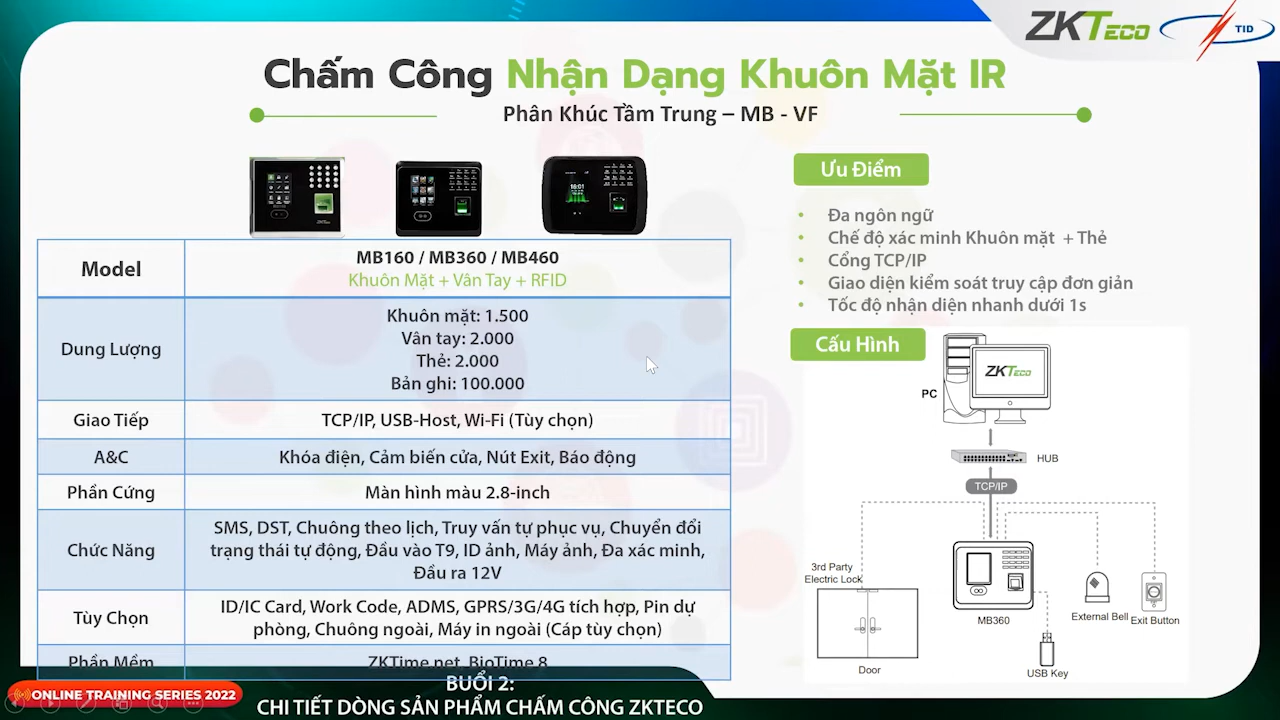 ZKTECO
TID
Chấm Công Nhận Dạng Khuôn Mặt IR
Phân Khúc Tầm Trung – MB - VF
Model
MB160 / MB360 / MB460
Khuôn Mặt + Vân Tay + RFID
Dung Lượng
Khuôn mặt: 1.500
Vân tay: 2.000
Thẻ: 2.000
Bản ghi: 100.000
Giao Tiếp
TCP/IP, USB-Host, Wi-Fi (Tùy chọn)
A&C
Khóa điện, Cảm biến cửa, Nút Exit, Báo động
Phần Cứng
Màn hình màu 2.8-inch
Chức Năng
SMS, DST, Chuông theo lịch, Truy vấn tự phục vụ, Chuyển đổi
trạng thái tự động, Đầu vào T9, ID ảnh, Máy ảnh, Đa xác minh,
Đầu ra 12V
Tùy Chọn
ID/IC Card, Work Code, ADMS, GPRS/3G/4G tích hợp, Pin dự
phòng, Chuông ngoài, Máy in ngoài (Cáp tùy chọn)
Phần Mềm
ZKTime.net, BioTime 8
Ưu Điểm
• Đa ngôn ngữ
• Chế độ xác minh Khuôn mặt + Thẻ
• Cổng TCP/IP
• Giao diện kiểm soát truy cập đơn giản
• Tốc độ nhận diện nhanh dưới 1s
Cấu Hình
ZKTECO
PC
HUB
TCP/IP
3rd Party
Electric Lock
Door
MB360
External Bell
Exit Button
USB Key
ONLINE TRAINING SERIES 2022
BUỔI 2:
CHI TIẾT DÒNG SẢN PHẨM CHẤM CÔNG ZKTECO